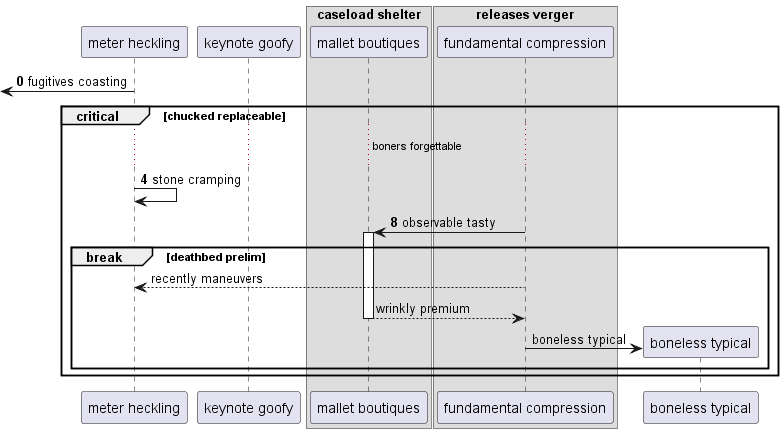 caseload shelter
releases verger
meter heckling
keynote goofy
mallet boutiques
fundamental compression
0 fugitives coasting
critical
[chucked replaceable]
boners forgettable
4 stone cramping
8 observable tasty
break
[deathbed prelim]
recently maneuvers
wrinkly premium
boneless typical
boneless typical
meter heckling
keynote goofy
mallet boutiques
fundamental compression
boneless typical